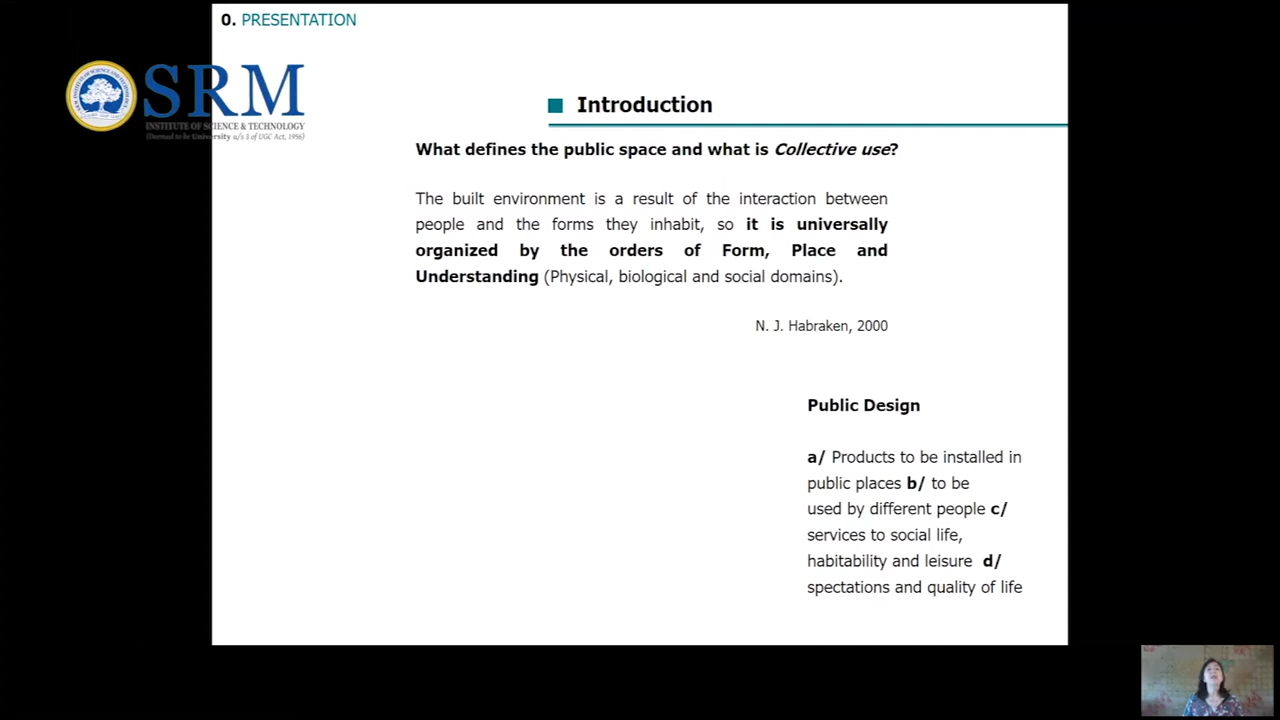 0. PRESENTATION
SRM
INSTITUTE OF SCIENCE & TECHNOLOGY
(Deemed to be University u/s 3 of UGC Act, 1956)
Introduction
What defines the public space and what is Collective use?
The built environment is a result of the interaction between
people and the forms they inhabit, so it is universally
organized by the orders of Form, Place and
Understanding (Physical, biological and social domains).
N. J. Habraken, 2000
Public Design
a/ Products to be installed in
public places b/ to be
used by different people c/
services to social life,
habitability and leisure d/
spectations and quality of life